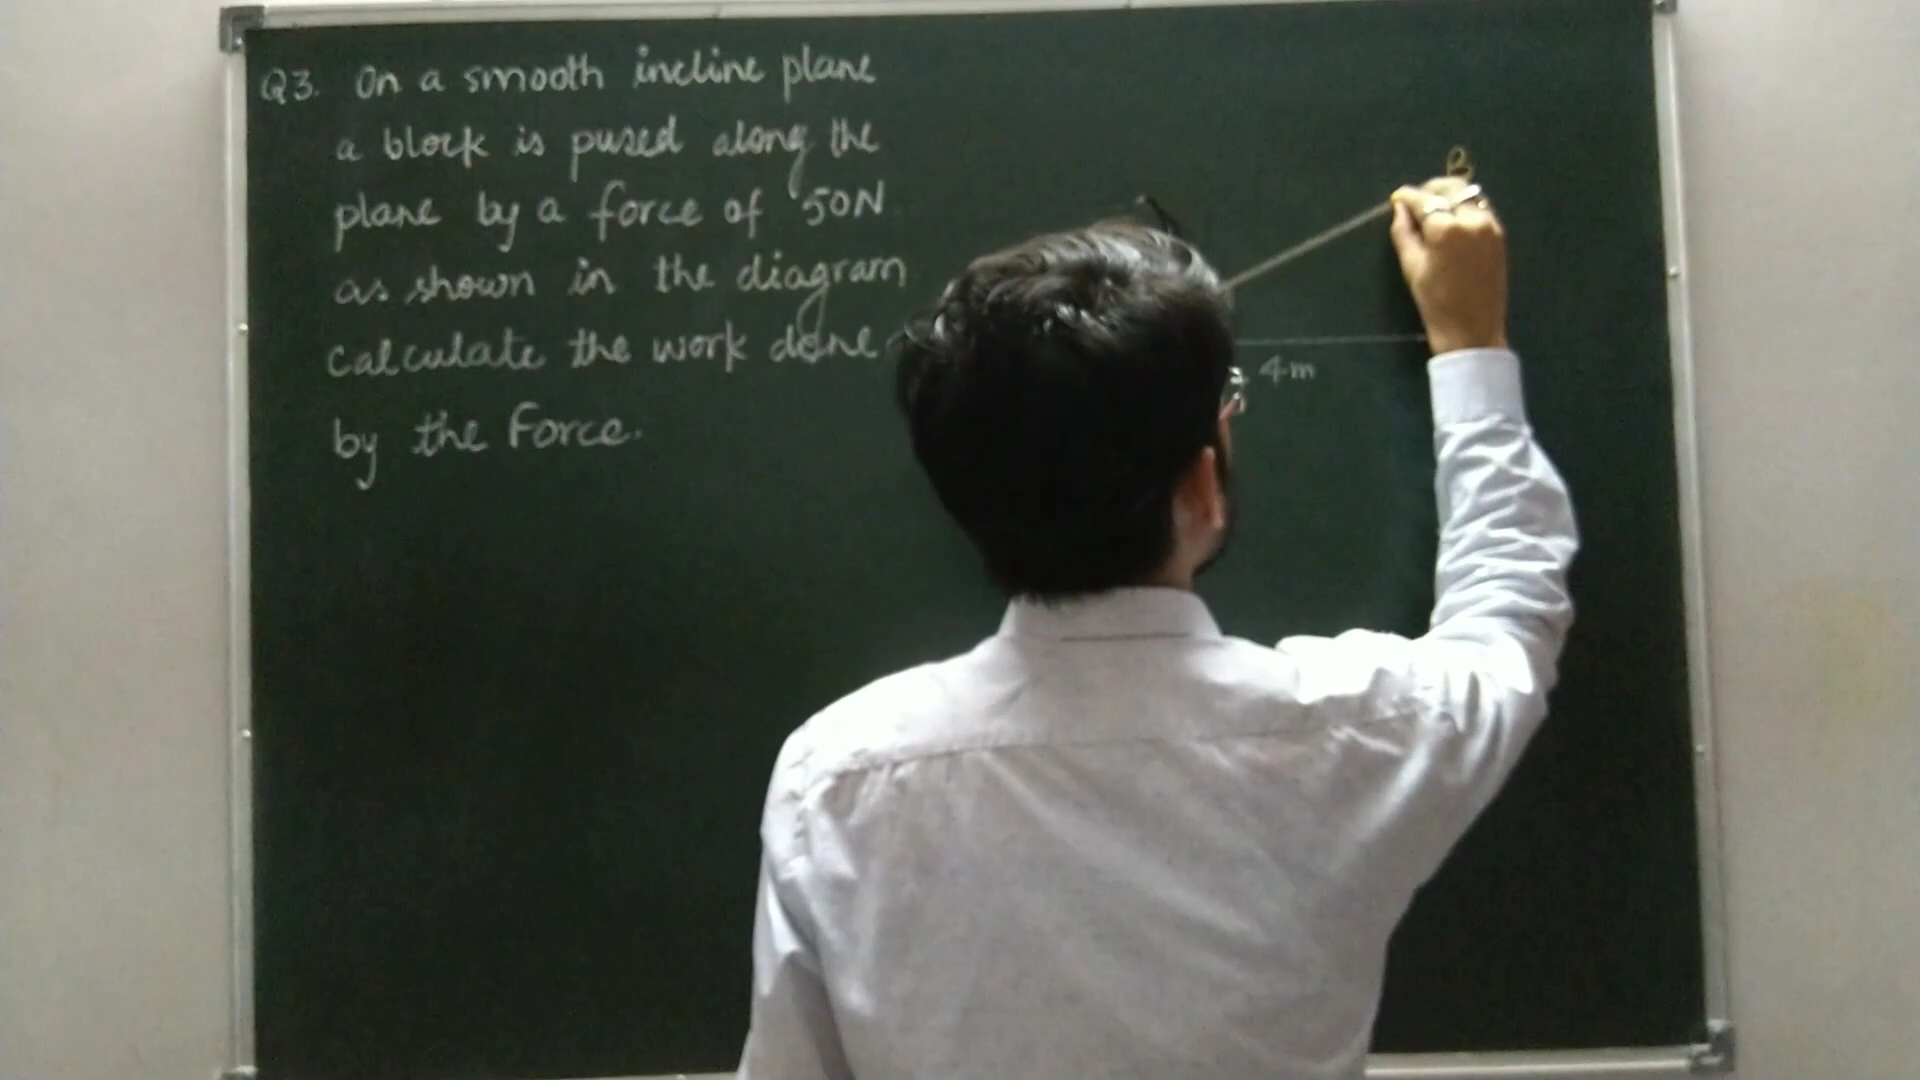 Q3. On a smooth incline plane
a block is pused along the
plane by a force of 50N
as shown in the diagram
Calculate the work done
by the Force.
B
4m